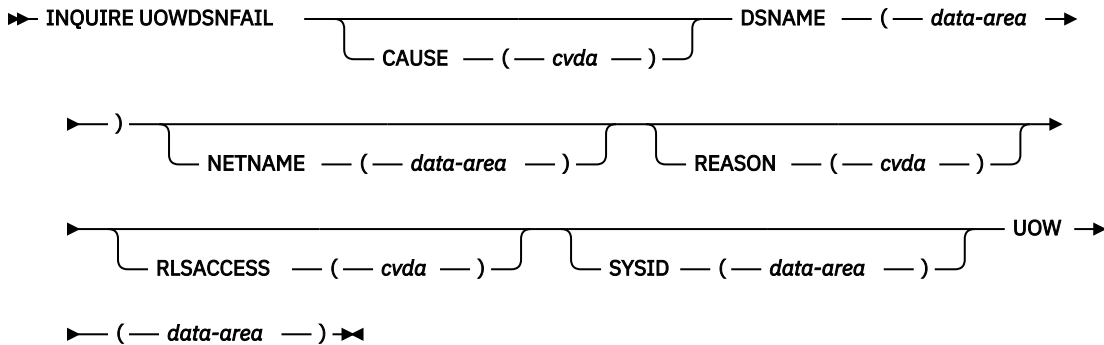 INQUIRE UOWDSNFAIL DSNAME ( data-area
CAUSE ( cvda )
)
NETNAME ( data-area ) REASON ( cvda )
UOW
RLSACCESS ( cvda ) SYSID ( data-area )
( data-area )